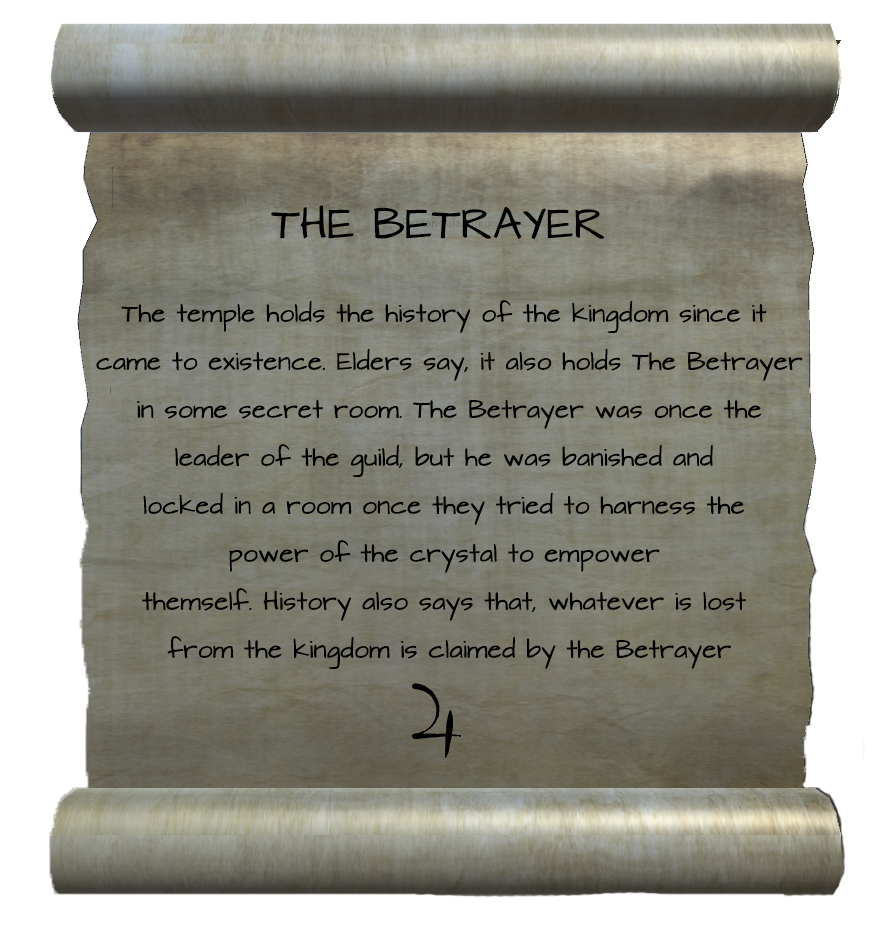 THE BETRAYER
The temple holds the history of the kingdom since it
came to existence. Elders say, it also holds The Betrayer
in some secret room. The Betrayer was once the
leader of the guild, but he was banished and
locked in a room once they tried to harness the
power of the crystal to empower
themself. History also says that, whatever is lost
from the kingdom is claimed by the Betrayer
♃